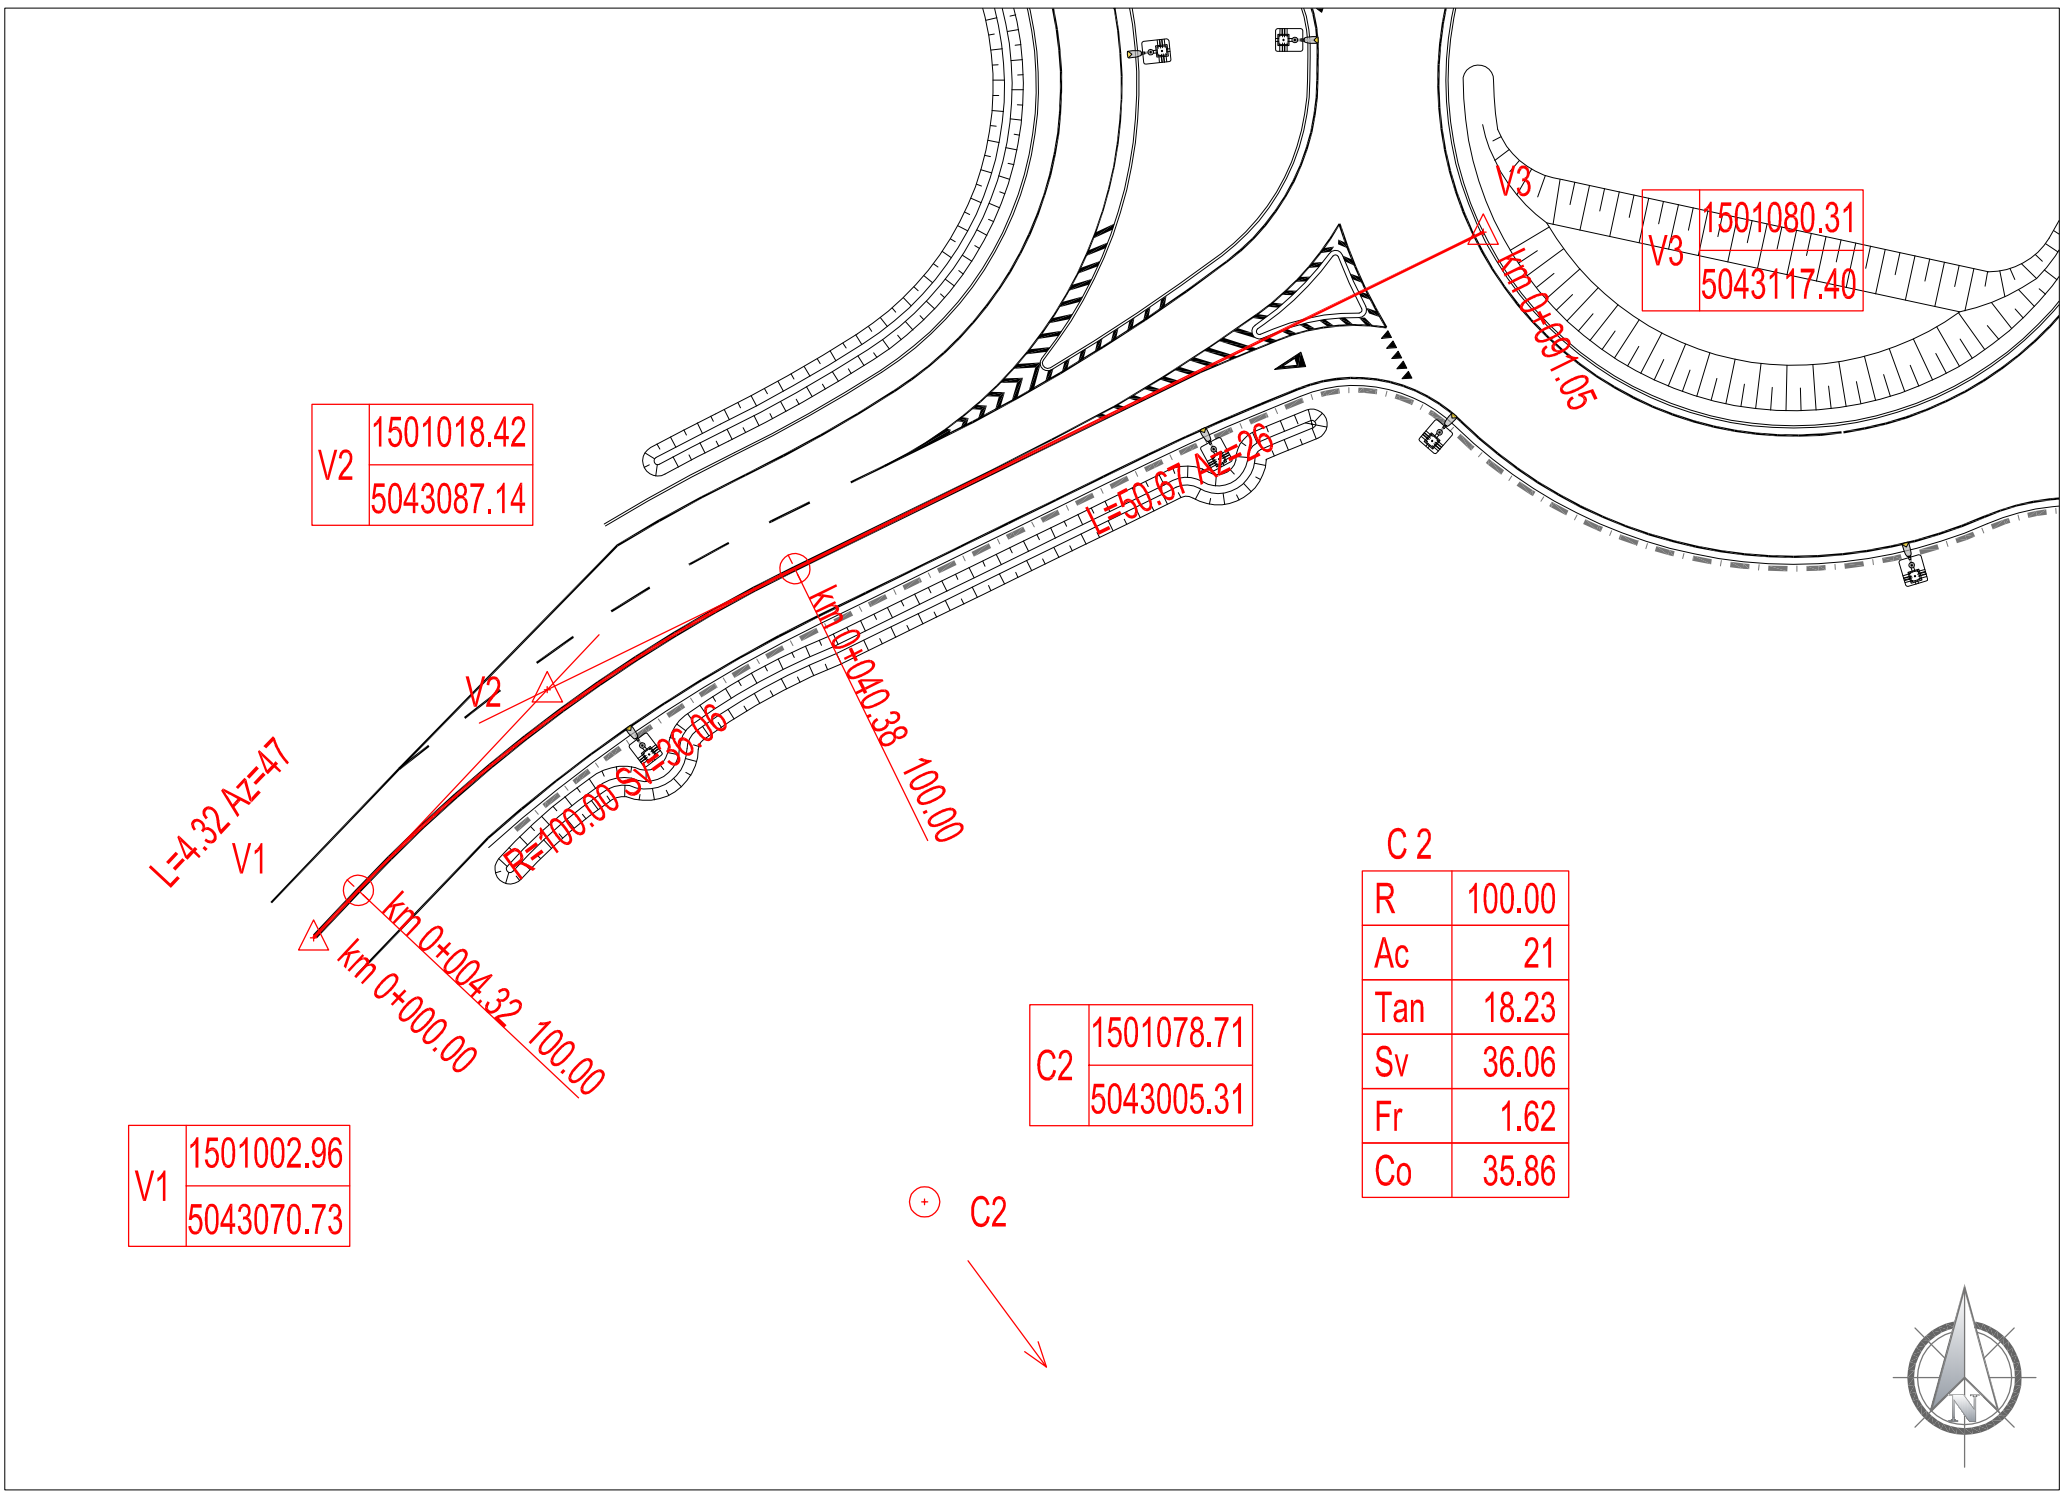 V3
V3
1501080.31
5043117.40
km 0+091.05
V2
1501018.42
5043087.14
L=50.67 Az=26
km 0+040.38 100.00
V2
R=100.00 Sv=36.06
L=4.32 Az=47
V1
km 0+004.32 100.00
km 0+000.00
C 2
R 100.00
Ac 21
Tan 18.23
Sv 36.06
Fr 1.62
Co 35.86
C2
1501078.71
5043005.31
V1
1501002.96
5043070.73
C2
N